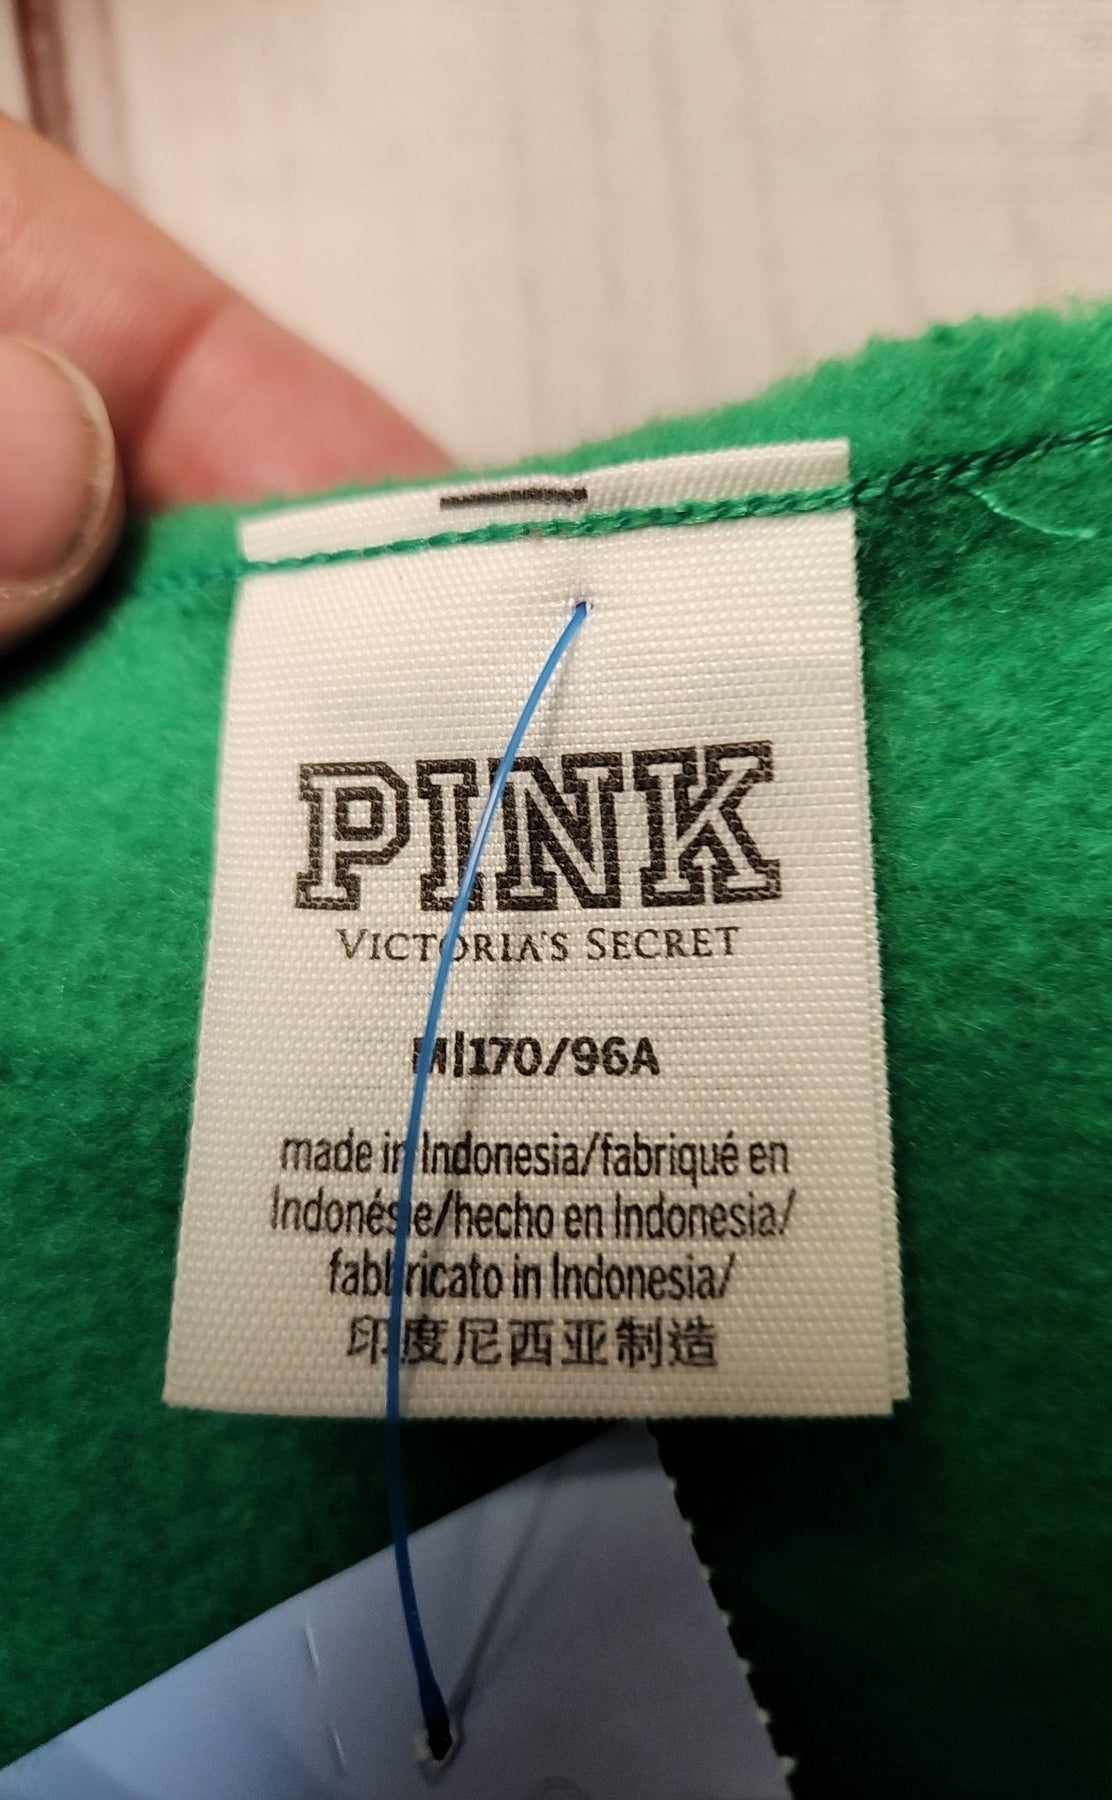 PINK
VICTORIA'S SECRET
M|170/96A
made in Indonesia/fabriqué en
Indonésie/hecho en Indonesia/
fabbricato in Indonesia/
印度尼西亚制造